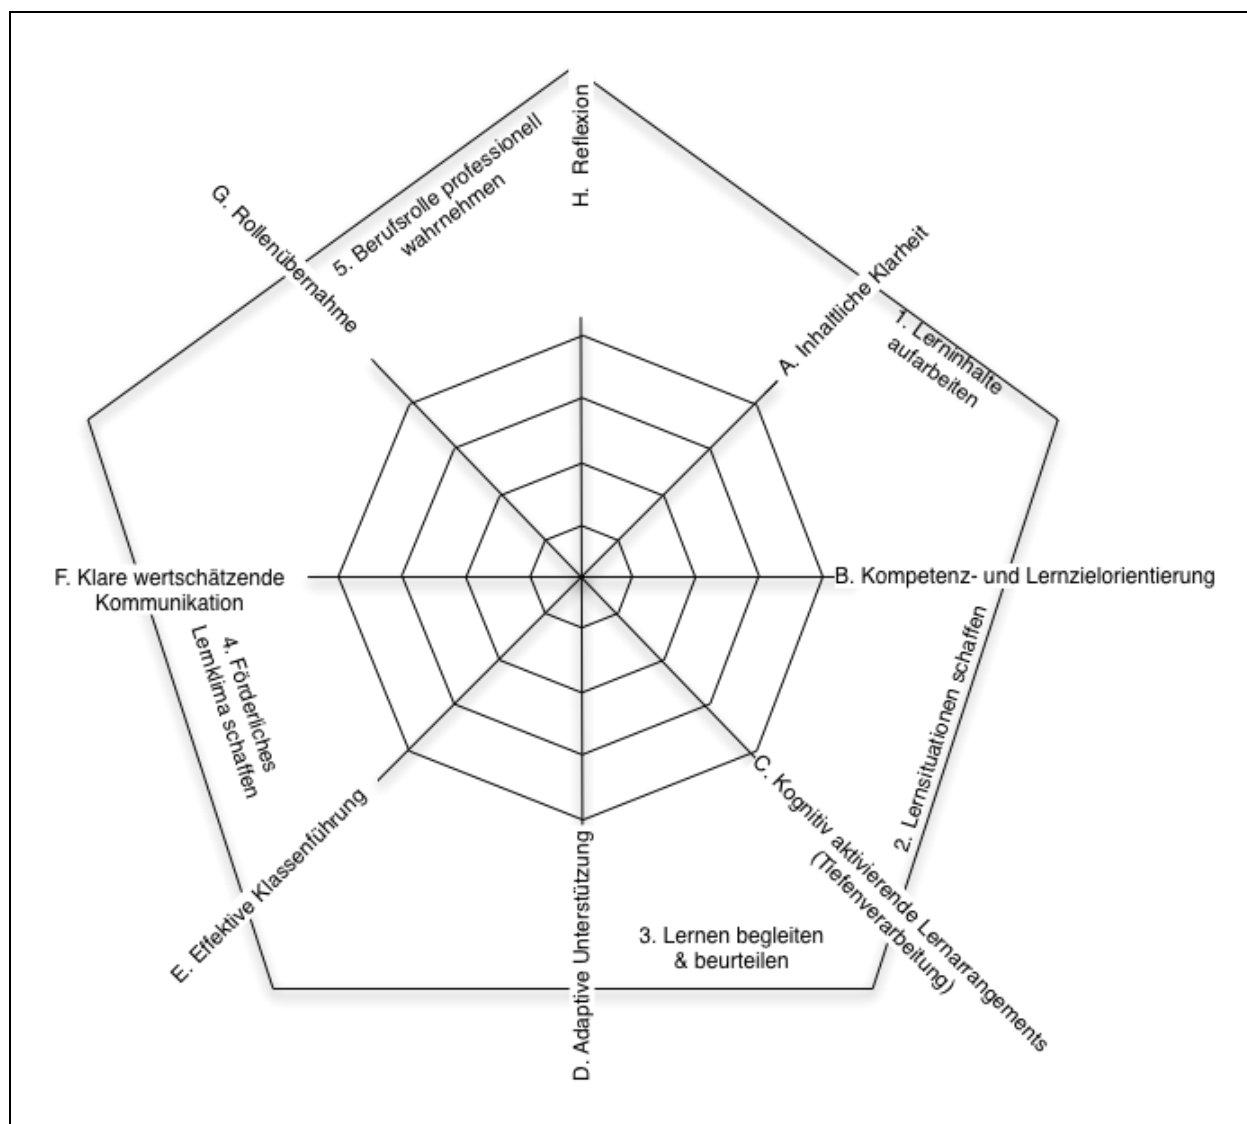 H. Reflexion
5. Berufsrolle professionell
wahrnehmen
G. Rollenübernahme
A. Inhaltliche Klarheit
1. Lerninhalte
aufarbeiten
F. Klare wertschätzende
Kommunikation
B. Kompetenz- und Lernzielorientierung
4. Förderliches
Lernklima schaffen
2. Lernsituationen schaffen
C. Kognitiv aktivierende Lernarrangements
(Tiefenverarbeitung)
E. Effektive Klassenführung
D. Adaptive Unterstützung
3. Lernen begleiten
& beurteilen